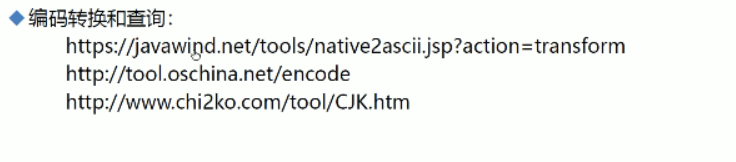 ◆编码转换和查询：
https://javawind.net/tools/native2ascii.jsp?action=transform
http://tool.oschina.net/encode
http://www.chi2ko.com/tool/CJK.htm